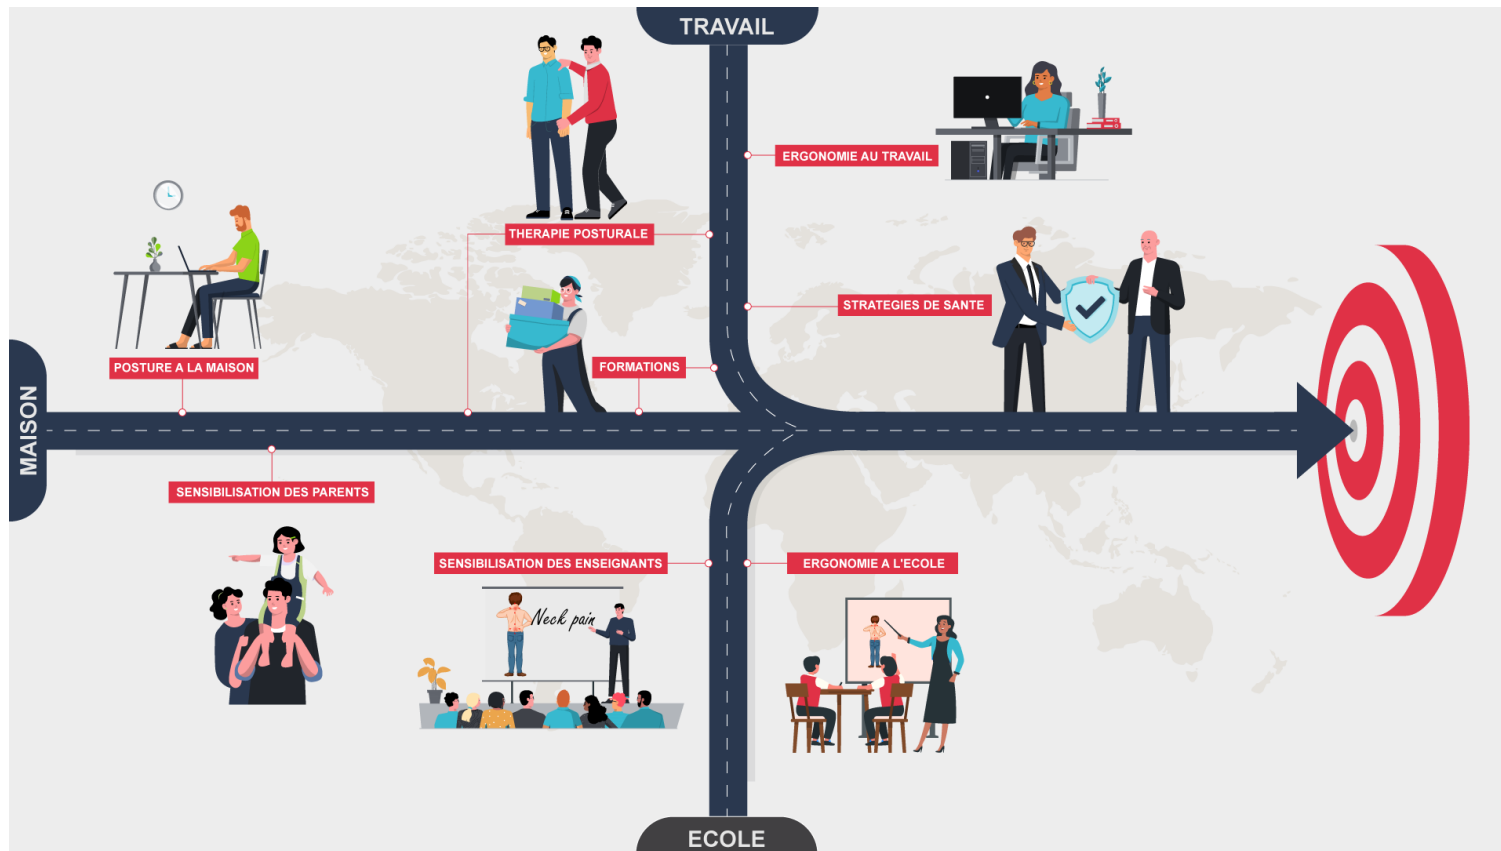 TRAVAIL
ERGONOMIE AU TRAVAIL
THERAPIE POSTURALE
STRATEGIES DE SANTE
POSTURE A LA MAISON
FORMATIONS
MAISON
SENSIBILISATION DES PARENTS
SENSIBILISATION DES ENSEIGNANTS
ERGONOMIE A L'ECOLE
Neck pain
ECOLE